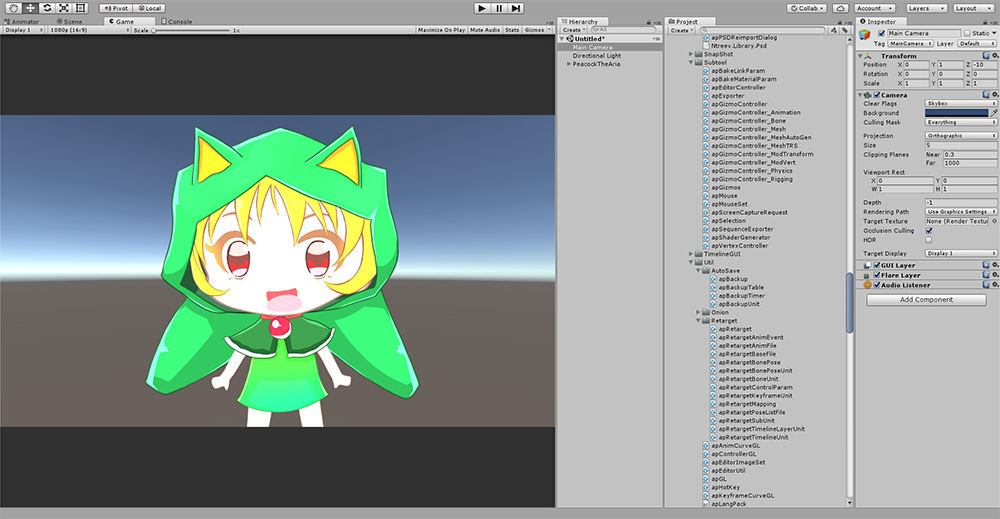 Pivot Local
Collab Account Layers Layout
Animator Scene Game Console
Display 1 1080p (16:9) Scale 1x Maximize On Play Mute Audio Stats Gizmos
Hierarchy
Create All
Untitled*
Main Camera
Directional Light
PeacockTheAria
Project
Create
apPSDReimportDialog
Ntreev.Library.Psd
SnapShot
Subtool
apBakeLinkParam
apBakeMaterialParam
apEditorController
apExporter
apGizmoController
apGizmoController_Animation
apGizmoController_Bone
apGizmoController_Mesh
apGizmoController_MeshAutoGen
apGizmoController_MeshTRS
apGizmoController_ModTransform
apGizmoController_ModVert
apGizmoController_Physics
apGizmoController_Rigging
apGizmos
apMouse
apMouseSet
apScreenCaptureRequest
apSelection
apSequenceExporter
apShaderGenerator
apVertexController
TimelineGUI
Util
AutoSave
apBackup
apBackupTable
apBackupTimer
apBackupUnit
Onion
Retarget
apRetarget
apRetargetAnimEvent
apRetargetAnimFile
apRetargetBaseFile
apRetargetBonePose
apRetargetBonePoseUnit
apRetargetBoneUnit
apRetargetControlParam
apRetargetKeyframeUnit
apRetargetMapping
apRetargetPoseListFile
apRetargetSubUnit
apRetargetTimelineLayerUnit
apRetargetTimelineUnit
apAnimCurveGL
apControllerGL
apEditorImageSet
apEditorUtil
apGL
apHotKey
apKeyframeCurveGL
apLangPack
Inspector
Main Camera Static
Tag MainCamera Layer Default
Transform
Position X 0 Y 1 Z -10
Rotation X 0 Y 0 Z 0
Scale X 1 Y 1 Z 1
Camera
Clear Flags Skybox
Background
Culling Mask Everything
Projection Orthographic
Size 5
Clipping Planes Near 0.3
Far 1000
Viewport Rect
X 0 Y 0
W 1 H 1
Depth -1
Rendering Path Use Graphics Settings
Target Texture None (Render Textu
Occlusion Culling
HDR
Target Display Display 1
GUI Layer
Flare Layer
Audio Listener
Add Component